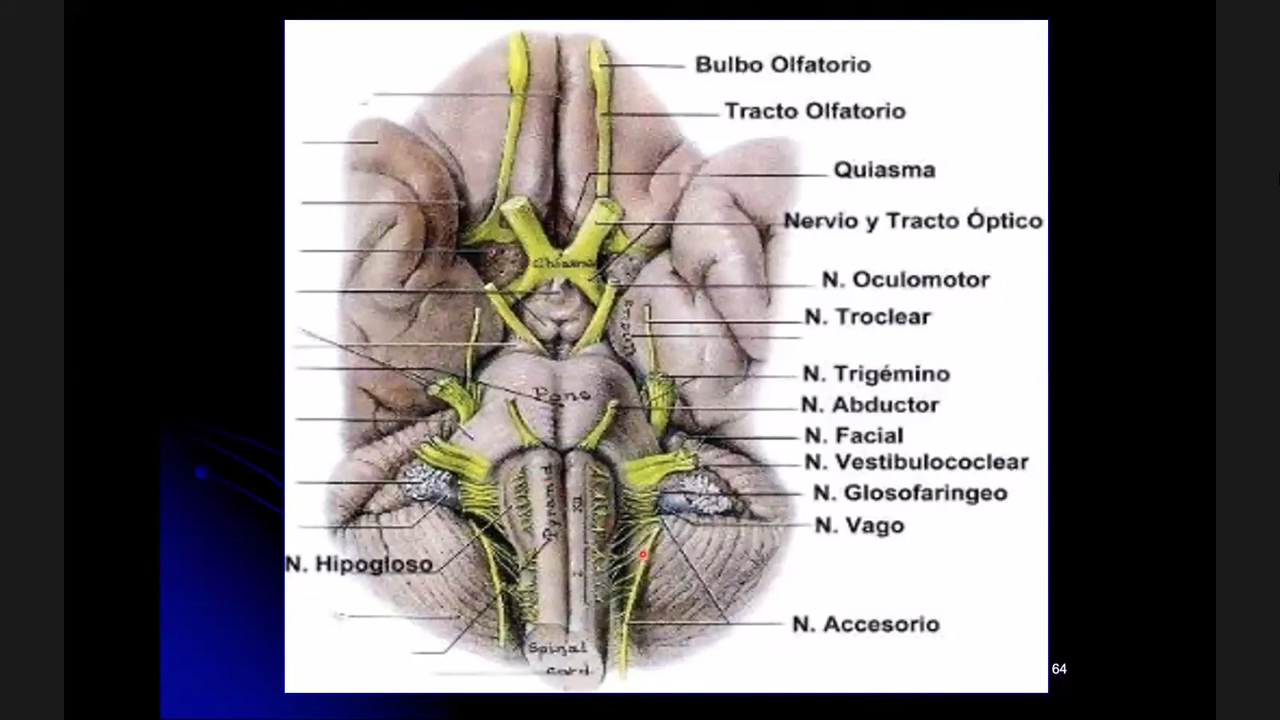 Bulbo Olfatorio
Tracto Olfatorio
Quiasma
Nervio y Tracto Óptico
Chiasma
N. Oculomotor
N. Troclear
N. Trigémino
Pons
N. Abductor
N. Facial
N. Vestibulococlear
Pyramid
N. Glosofaringeo
N. Vago
N. Hipogloso
N. Accesorio
Spinal
cord
64